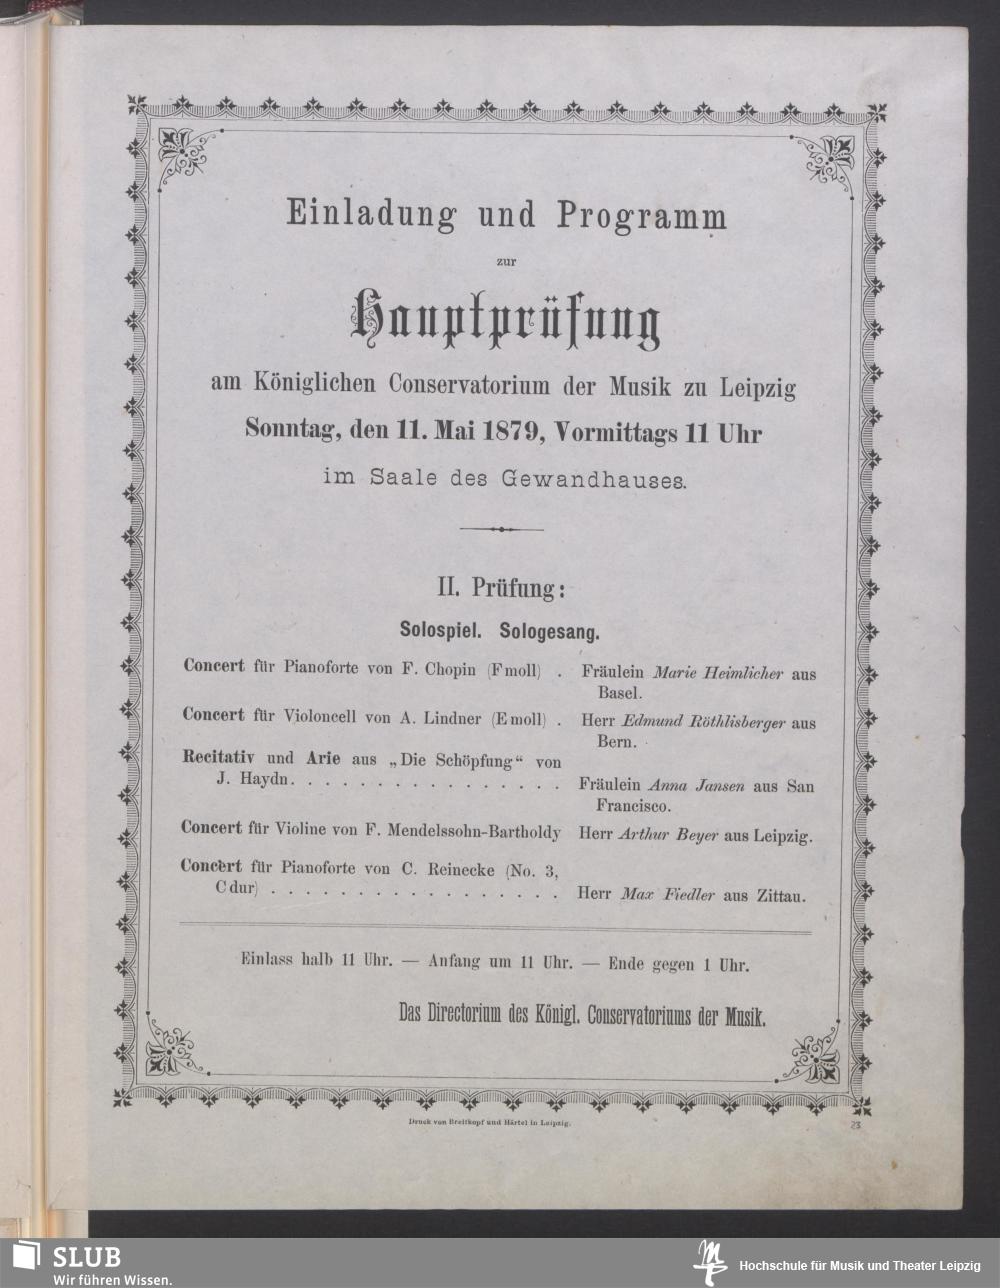 Einladung und Programm
zur
Hauptprüfung
am Königlichen Conservatorium der Musik zu Leipzig
Sonntag, den 11. Mai 1879, Vormittags 11 Uhr
im Saale des Gewandhauses.
II. Prüfung:
Solospiel. Sologesang.
Concert für Pianoforte von F. Chopin (F moll) . Fräulein Marie Heimlicher aus
Basel.
Concert für Violoncell von A. Lindner (E moll) . Herr Edmund Röthlisberger aus
Bern.
Recitativ und Arie aus „Die Schöpfung“ von
J. Haydn. . . . . . . . . . . . . . . . Fräulein Anna Jansen aus San
Francisco.
Concert für Violine von F. Mendelssohn-Bartholdy Herr Arthur Beyer aus Leipzig.
Concert für Pianoforte von C. Reinecke (No. 3,
C dur) . . . . . . . . . . . . . . . . . Herr Max Fiedler aus Zittau.
Einlass halb 11 Uhr. — Anfang um 11 Uhr. — Ende gegen 1 Uhr.
Das Directorium des Königl. Conservatoriums der Musik.
Druck von Breitkopf und Härtel in Leipzig.
23
SLUB
Wir führen Wissen.
Hochschule für Musik und Theater Leipzig